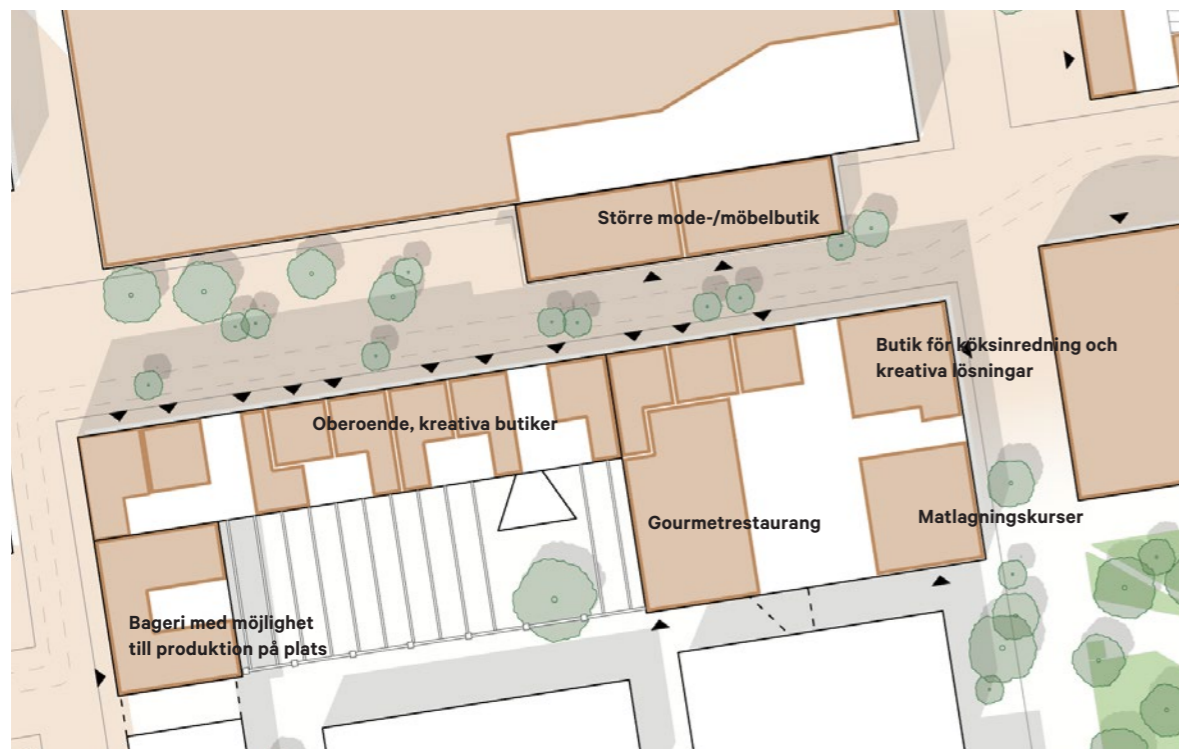 Större mode-/möbelbutik
Butik för köksinredning och
kreativa lösningar
Oberoende, kreativa butiker
Gourmetrestaurang
Matlagningskurser
Bageri med möjlighet
till produktion på plats